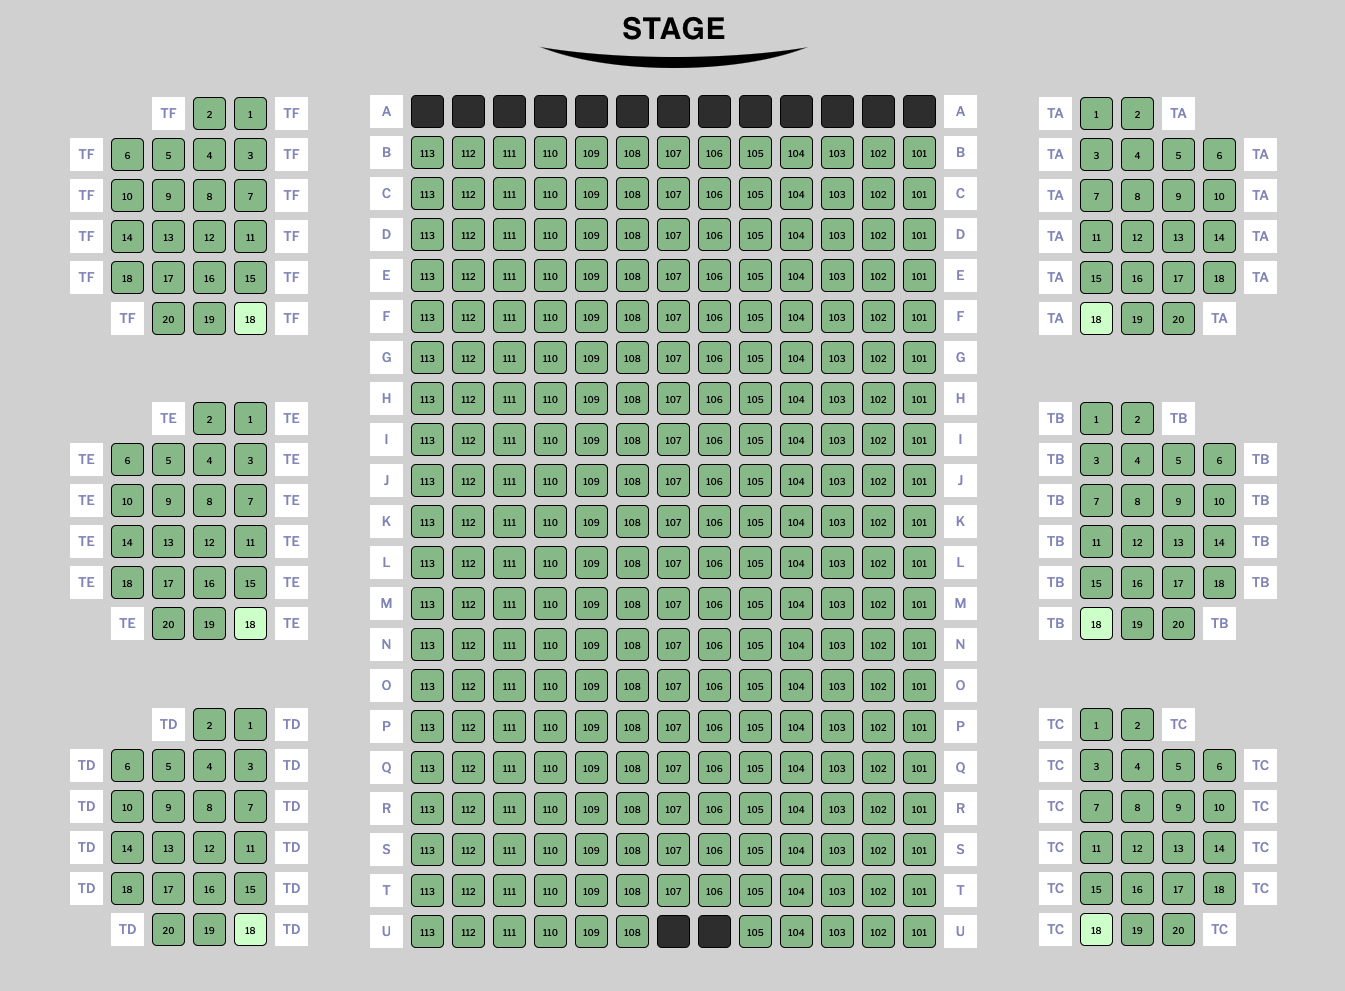 STAGE
TF 2 1 TF
TF 6 5 4 3 TF
TF 10 9 8 7 TF
TF 14 13 12 11 TF
TF 18 17 16 15 TF
TF 20 19 18 TF
TE 2 1 TE
TE 6 5 4 3 TE
TE 10 9 8 7 TE
TE 14 13 12 11 TE
TE 18 17 16 15 TE
TE 20 19 18 TE
TD 2 1 TD
TD 6 5 4 3 TD
TD 10 9 8 7 TD
TD 14 13 12 11 TD
TD 18 17 16 15 TD
TD 20 19 18 TD
A A
B 113 112 111 110 109 108 107 106 105 104 103 102 101 B
C 113 112 111 110 109 108 107 106 105 104 103 102 101 C
D 113 112 111 110 109 108 107 106 105 104 103 102 101 D
E 113 112 111 110 109 108 107 106 105 104 103 102 101 E
F 113 112 111 110 109 108 107 106 105 104 103 102 101 F
G 113 112 111 110 109 108 107 106 105 104 103 102 101 G
H 113 112 111 110 109 108 107 106 105 104 103 102 101 H
I 113 112 111 110 109 108 107 106 105 104 103 102 101 I
J 113 112 111 110 109 108 107 106 105 104 103 102 101 J
K 113 112 111 110 109 108 107 106 105 104 103 102 101 K
L 113 112 111 110 109 108 107 106 105 104 103 102 101 L
M 113 112 111 110 109 108 107 106 105 104 103 102 101 M
N 113 112 111 110 109 108 107 106 105 104 103 102 101 N
O 113 112 111 110 109 108 107 106 105 104 103 102 101 O
P 113 112 111 110 109 108 107 106 105 104 103 102 101 P
Q 113 112 111 110 109 108 107 106 105 104 103 102 101 Q
R 113 112 111 110 109 108 107 106 105 104 103 102 101 R
S 113 112 111 110 109 108 107 106 105 104 103 102 101 S
T 113 112 111 110 109 108 107 106 105 104 103 102 101 T
U 113 112 111 110 109 108 105 104 103 102 101 U
TA 1 2 TA
TA 3 4 5 6 TA
TA 7 8 9 10 TA
TA 11 12 13 14 TA
TA 15 16 17 18 TA
TA 18 19 20 TA
TB 1 2 TB
TB 3 4 5 6 TB
TB 7 8 9 10 TB
TB 11 12 13 14 TB
TB 15 16 17 18 TB
TB 18 19 20 TB
TC 1 2 TC
TC 3 4 5 6 TC
TC 7 8 9 10 TC
TC 11 12 13 14 TC
TC 15 16 17 18 TC
TC 18 19 20 TC